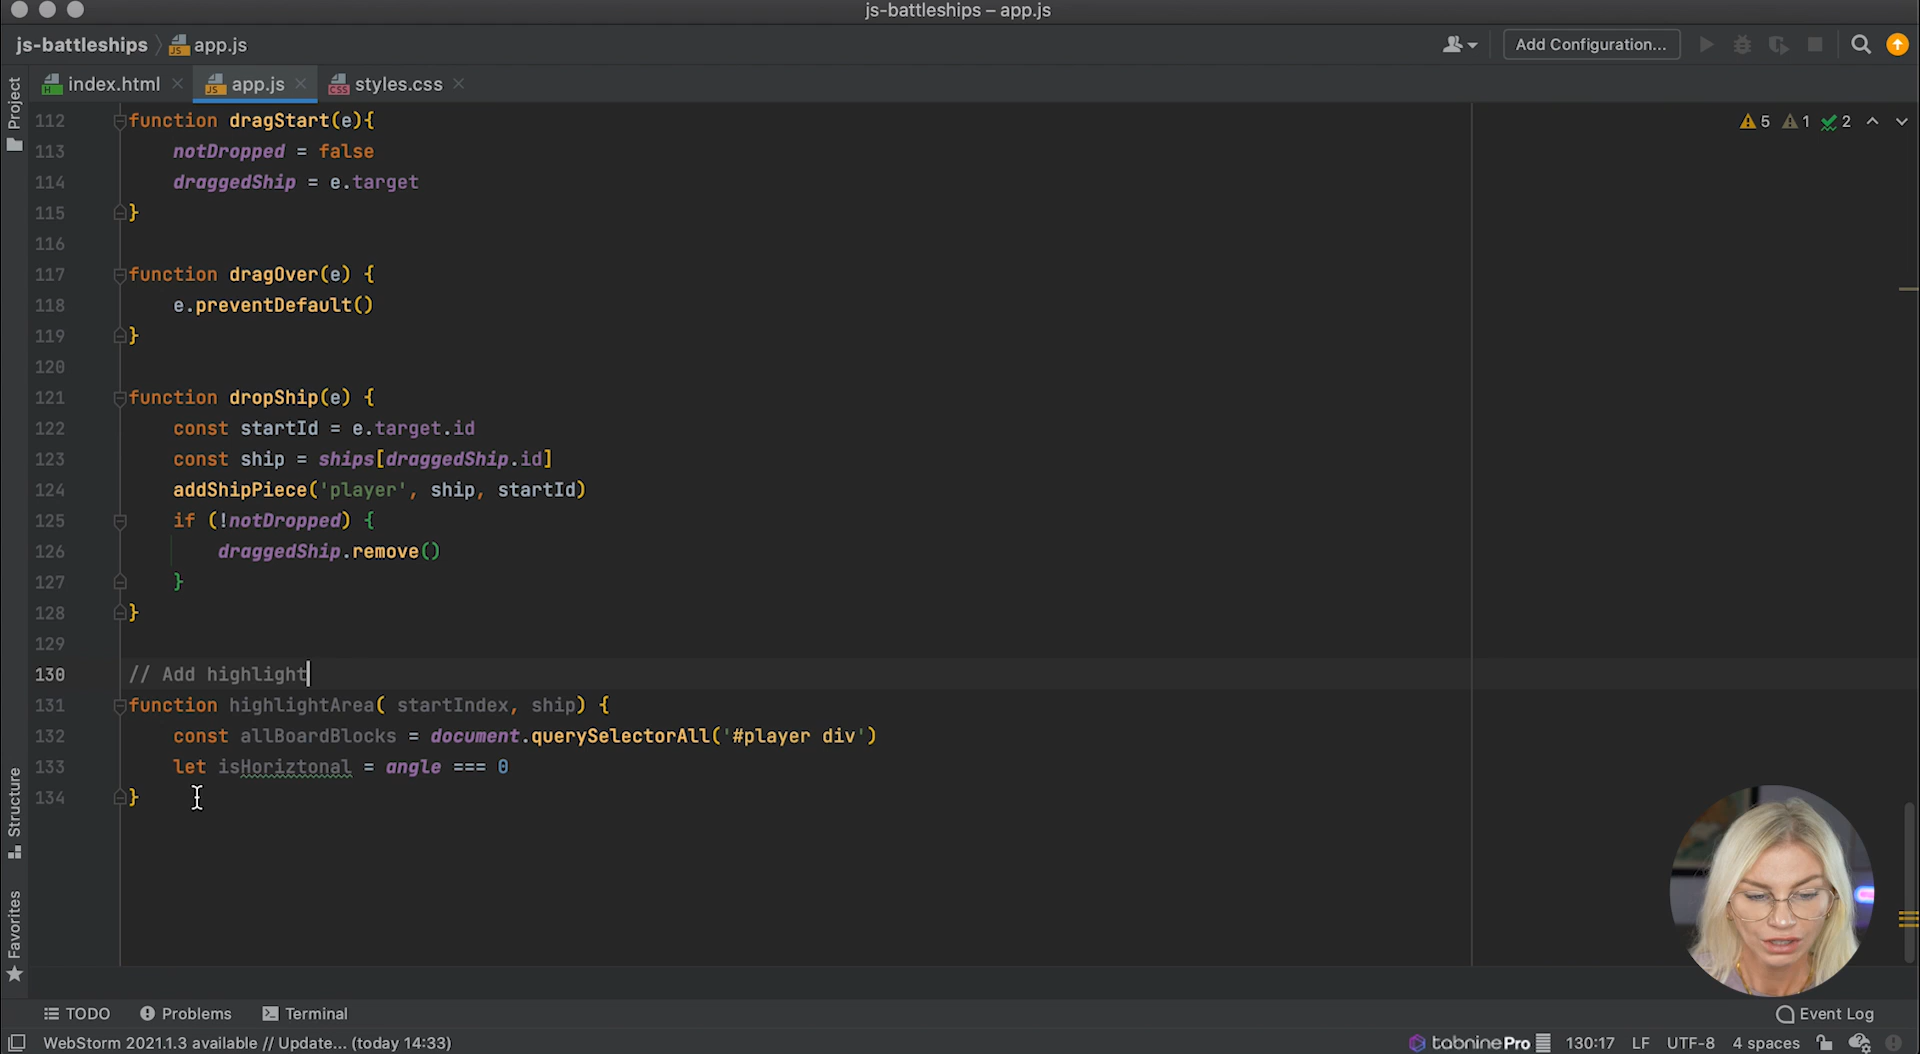 js-battleships – app.js
js-battleships
app.js
Add Configuration...
index.html
app.js
styles.css
Project
5
1
2
112 function dragStart(e){
113 notDropped = false
114 draggedShip = e.target
115 }
116
117 function dragOver(e) {
118 e.preventDefault()
119 }
120
121 function dropShip(e) {
122 const startId = e.target.id
123 const ship = ships[draggedShip.id]
124 addShipPiece('player', ship, startId)
125 if (!notDropped) {
126 draggedShip.remove()
127 }
128 }
129
130 // Add highlight
131 function highlightArea( startIndex, ship) {
132 const allBoardBlocks = document.querySelectorAll('#player div')
133 let isHoriztonal = angle === 0
134 }
Structure
Favorites
TODO
Problems
Terminal
Event Log
WebStorm 2021.1.3 available // Update... (today 14:33)
tabnine Pro
130:17
LF
UTF-8
4 spaces